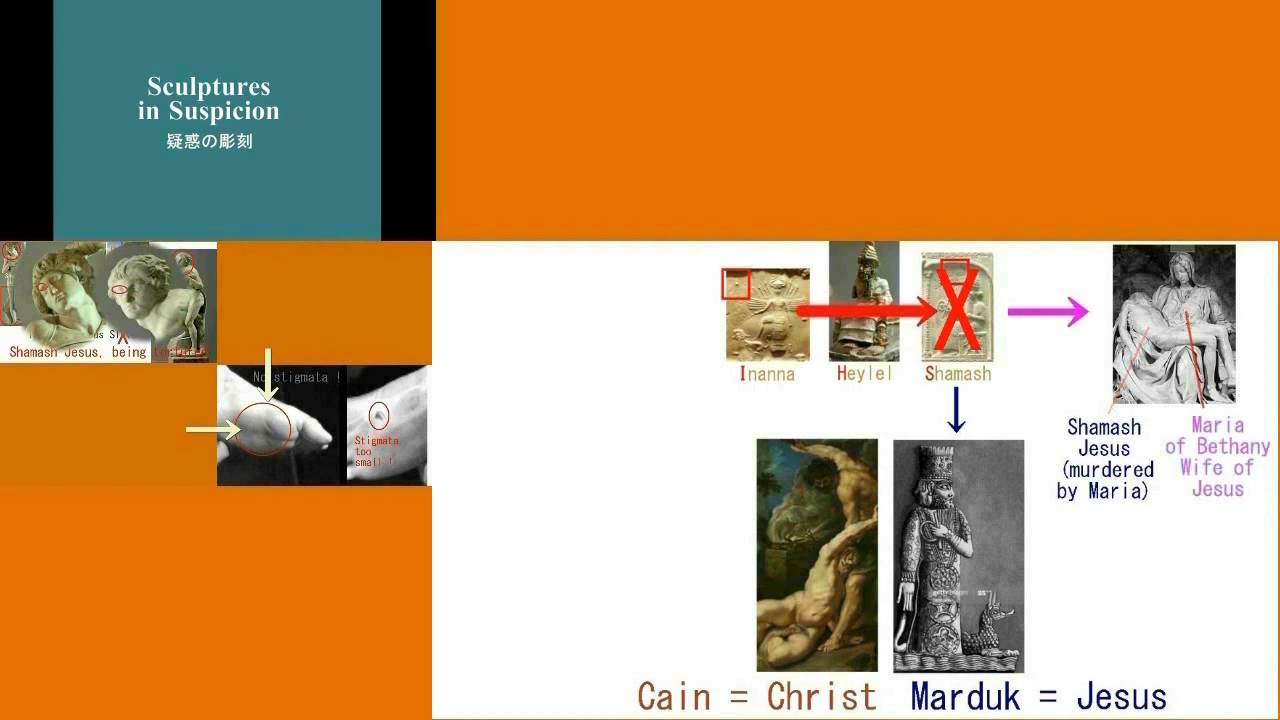 Sculptures
in Suspicion
疑惑の彫刻
Shamash Jesus, being
No stigmata !
Stigmata
too
small !
Inanna
Heylel
Shamash
Shamash
Jesus
(murdered
by Maria)
Maria
of Bethany
Wife of
Jesus
Cain = Christ
Marduk = Jesus